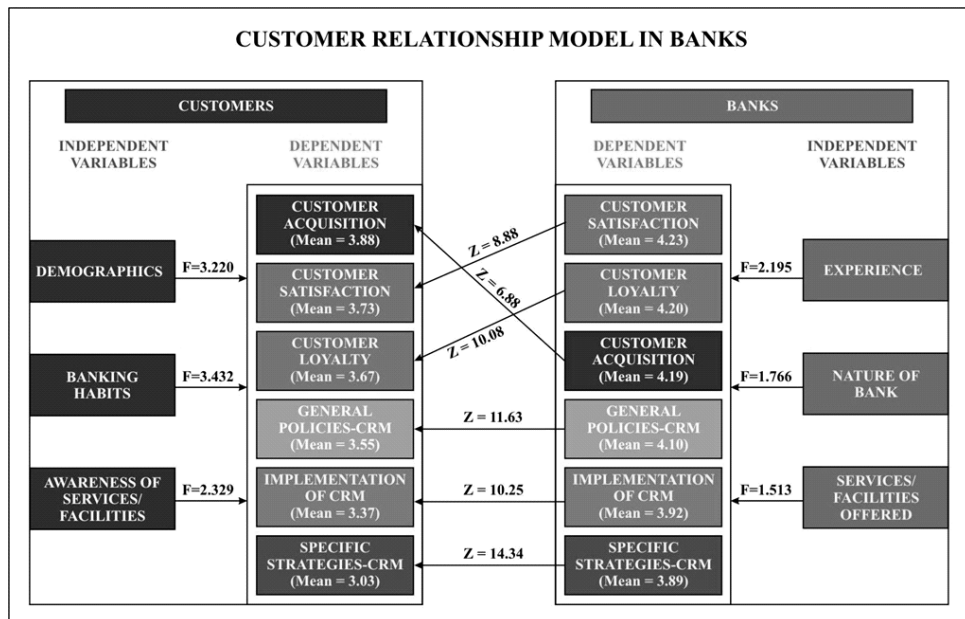 CUSTOMER RELATIONSHIP MODEL IN BANKS
CUSTOMERS
INDEPENDENT
VARIABLES
DEPENDENT
VARIABLES
DEMOGRAPHICS
BANKING
HABITS
AWARENESS OF
SERVICES/
FACILITIES
F=3.220
F=3.432
F=2.329
CUSTOMER
ACQUISITION
(Mean = 3.88)
CUSTOMER
SATISFACTION
(Mean = 3.73)
CUSTOMER
LOYALTY
(Mean = 3.67)
GENERAL
POLICIES-CRM
(Mean = 3.55)
IMPLEMENTATION
OF CRM
(Mean = 3.37)
SPECIFIC
STRATEGIES-CRM
(Mean = 3.03)
Z = 8.88
Z = 6.88
Z = 10.08
Z = 11.63
Z = 10.25
Z = 14.34
BANKS
DEPENDENT
VARIABLES
INDEPENDENT
VARIABLES
CUSTOMER
SATISFACTION
(Mean = 4.23)
CUSTOMER
LOYALTY
(Mean = 4.20)
CUSTOMER
ACQUISITION
(Mean = 4.19)
GENERAL
POLICIES-CRM
(Mean = 4.10)
IMPLEMENTATION
OF CRM
(Mean = 3.92)
SPECIFIC
STRATEGIES-CRM
(Mean = 3.89)
F=2.195
F=1.766
F=1.513
EXPERIENCE
NATURE OF
BANK
SERVICES/
FACILITIES
OFFERED